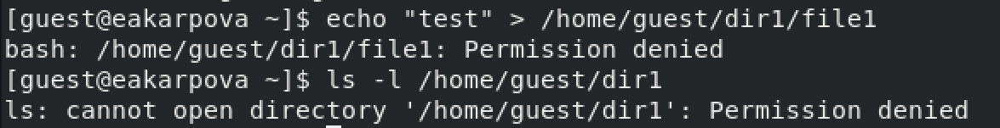 [guest@eakarpova ~]$ echo "test" > /home/guest/dir1/file1
bash: /home/guest/dir1/file1: Permission denied
[guest@eakarpova ~]$ ls -l /home/guest/dir1
ls: cannot open directory '/home/guest/dir1': Permission denied